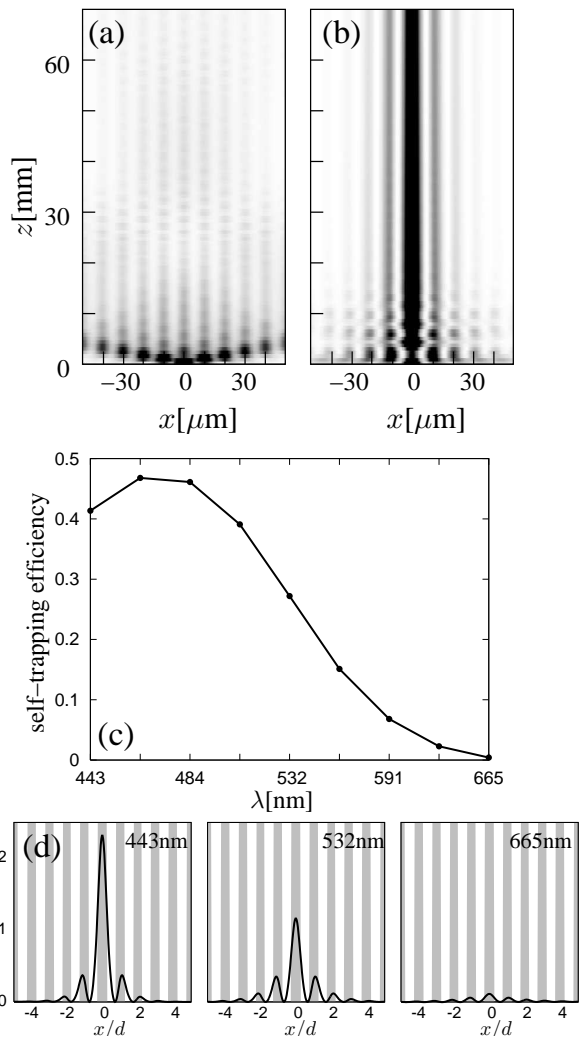 (a)
(b)
60
30
0
z[mm]
−30 0 30
−30 0 30
x[μm]
x[μm]
0.5
0.4
0.3
0.2
0.1
0
self−trapping efficiency
(c)
443 484 532 591 665
λ[nm]
(d)
443nm
532nm
665nm
2
1
0
-4 -2 0 2 4
-4 -2 0 2 4
-4 -2 0 2 4
x/d
x/d
x/d